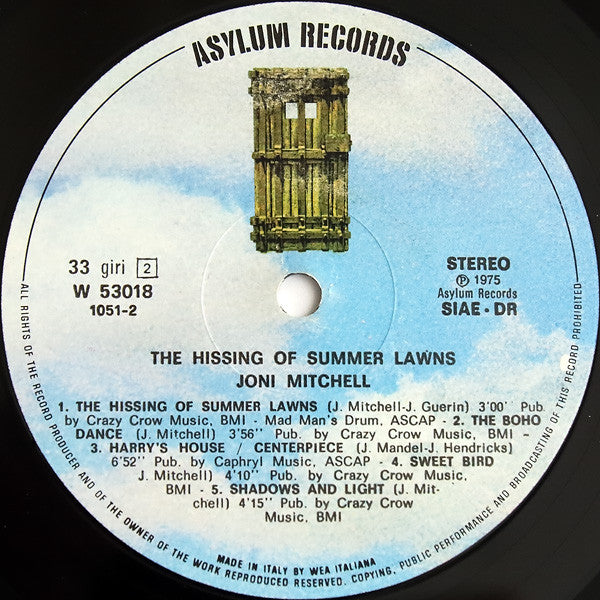 ASYLUM RECORDS
33 giri 2
W 53018
1051-2
STEREO
Ⓟ 1975
Asylum Records
SIAE • DR
THE HISSING OF SUMMER LAWNS
JONI MITCHELL
1. THE HISSING OF SUMMER LAWNS (J. Mitchell-J. Guerin) 3'00' Pub.
by Crazy Crow Music, BMI - Mad Man's Drum, ASCAP - 2. THE BOHO
DANCE (J. Mitchell) 3'56'' Pub. by Crazy Crow Music, BMI -
3. HARRY'S HOUSE / CENTERPIECE (J. Mandel-J. Hendricks)
6'52'' Pub. by Caphryl Music, ASCAP - 4. SWEET BIRD
J. Mitchell) 4'10'' Pub. by Crazy Crow Music,
BMI - 5. SHADOWS AND LIGHT (J. Mit-
chell) 4'15'' Pub. by Crazy Crow
Music, BMI
MADE IN ITALY BY WEA ITALIANA
ALL RIGHTS OF THE RECORD PRODUCER AND OF THE OWNER OF THE WORK REPRODUCED RESERVED. COPYING, PUBLIC PERFORMANCE AND BROADCASTING OF THIS RECORD PROHIBITED